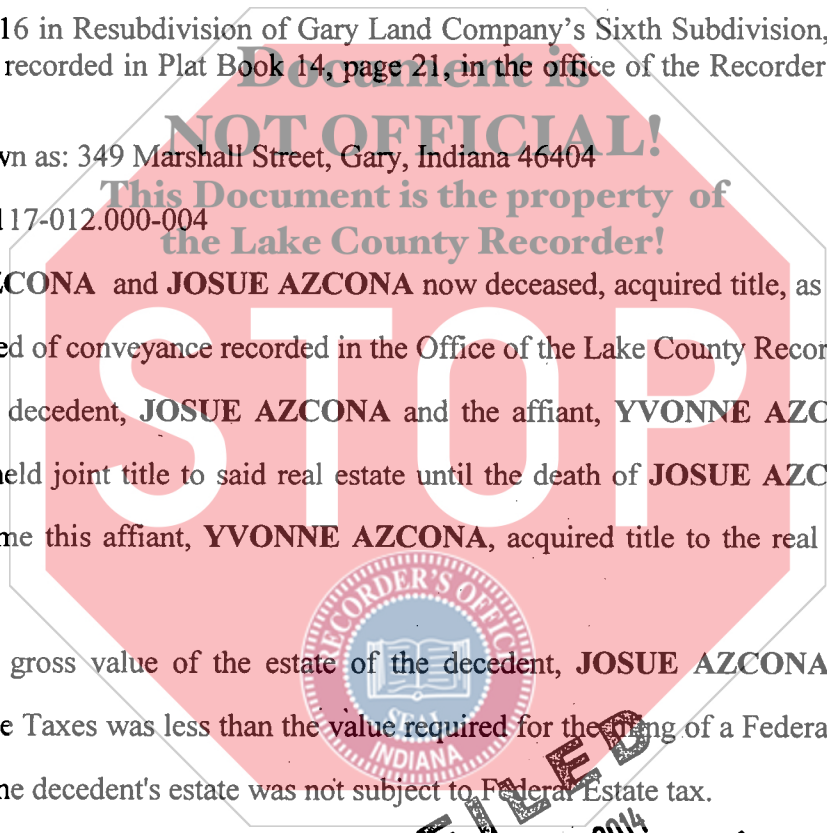 16 in Resubdivision of Gary Land Company's Sixth Subdivision,
Document is
recorded in Plat Book 14, page 21, in the office of the Recorder
NOT OFFICIAL!
wn as: 349 Marshall Street, Gary, Indiana 46404
This Document is the property of
117-012.000-004
the Lake County Recorder!
ZCONA and JOSUE AZCONA now deceased, acquired title, as
ed of conveyance recorded in the Office of the Lake County Recor
STOP
decedent, JOSUE AZCONA and the affiant, YVONNE AZC
held joint title to said real estate until the death of JOSUE AZC
me this affiant, YVONNE AZCONA, acquired title to the real
RECORDER'S OFFICE
gross value of the estate of the decedent, JOSUE AZCONA
SEAL
e Taxes was less than the value required for the filing of a Federa
INDIANA
FILED
he decedent's estate was not subject to Federal Estate tax.
2014